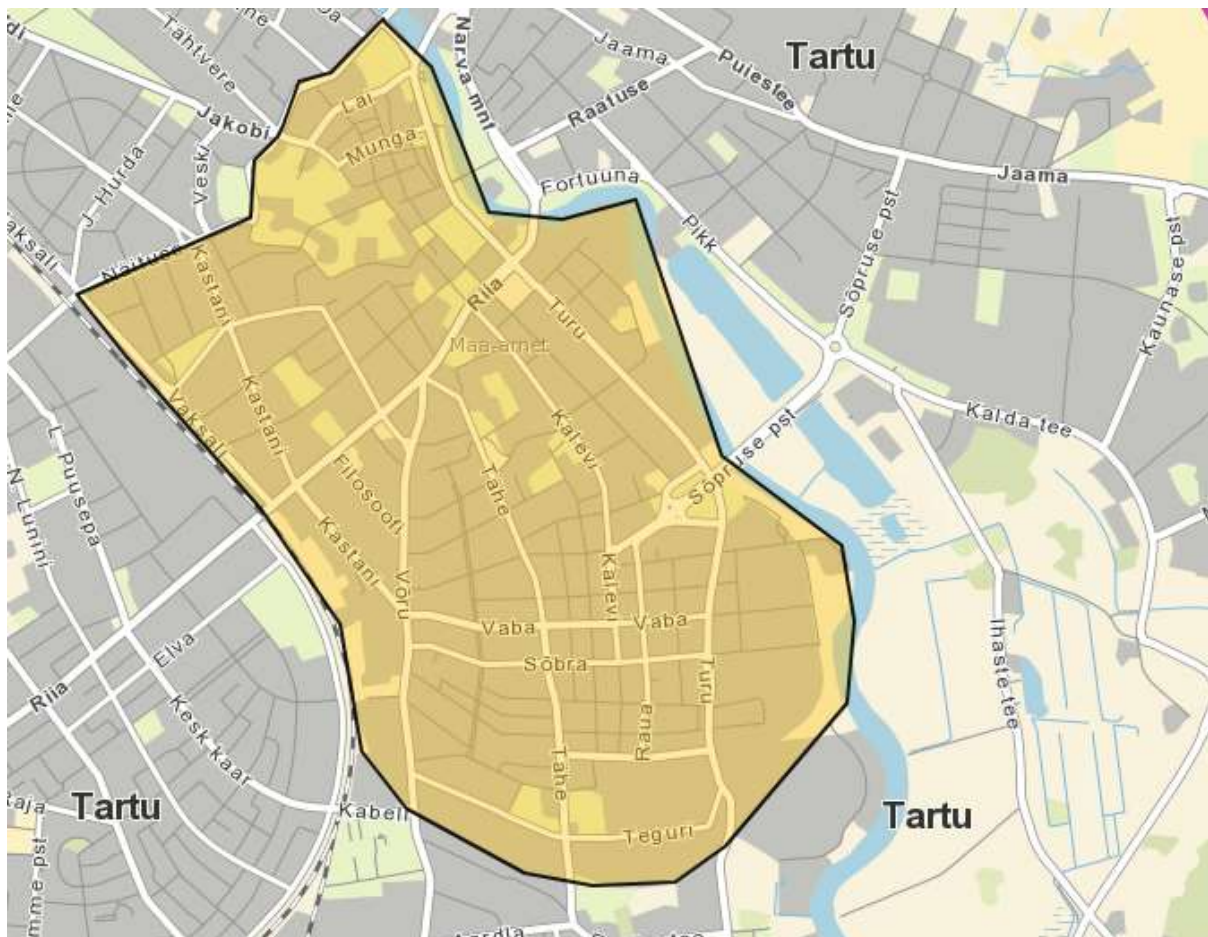 Tähtvere
Narva mnt
Jaama
Puiestee
Tartu
Lai
Raatuse
Jakobi
Munga
J. Hurda
Veski
Fortuuna
Jaama
Vaksali
Näituse
Kastani
Pikk
Sõpruse pst
Kaunase pst
Riia
Turu
Maa-amet
Vaksali
Kastani
Kalevi
Kalda tee
L. Puusepa
N. Lunini
Filosoofi
Tähe
Sõpruse pst
Kastani
Võru
Kalevi
Vaba
Vaba
Elva
Sõbra
Turu
Ihaste tee
Riia
Kesk kaar
Tähe
Raja
Tartu
Kabeli
Teguri
Tartu